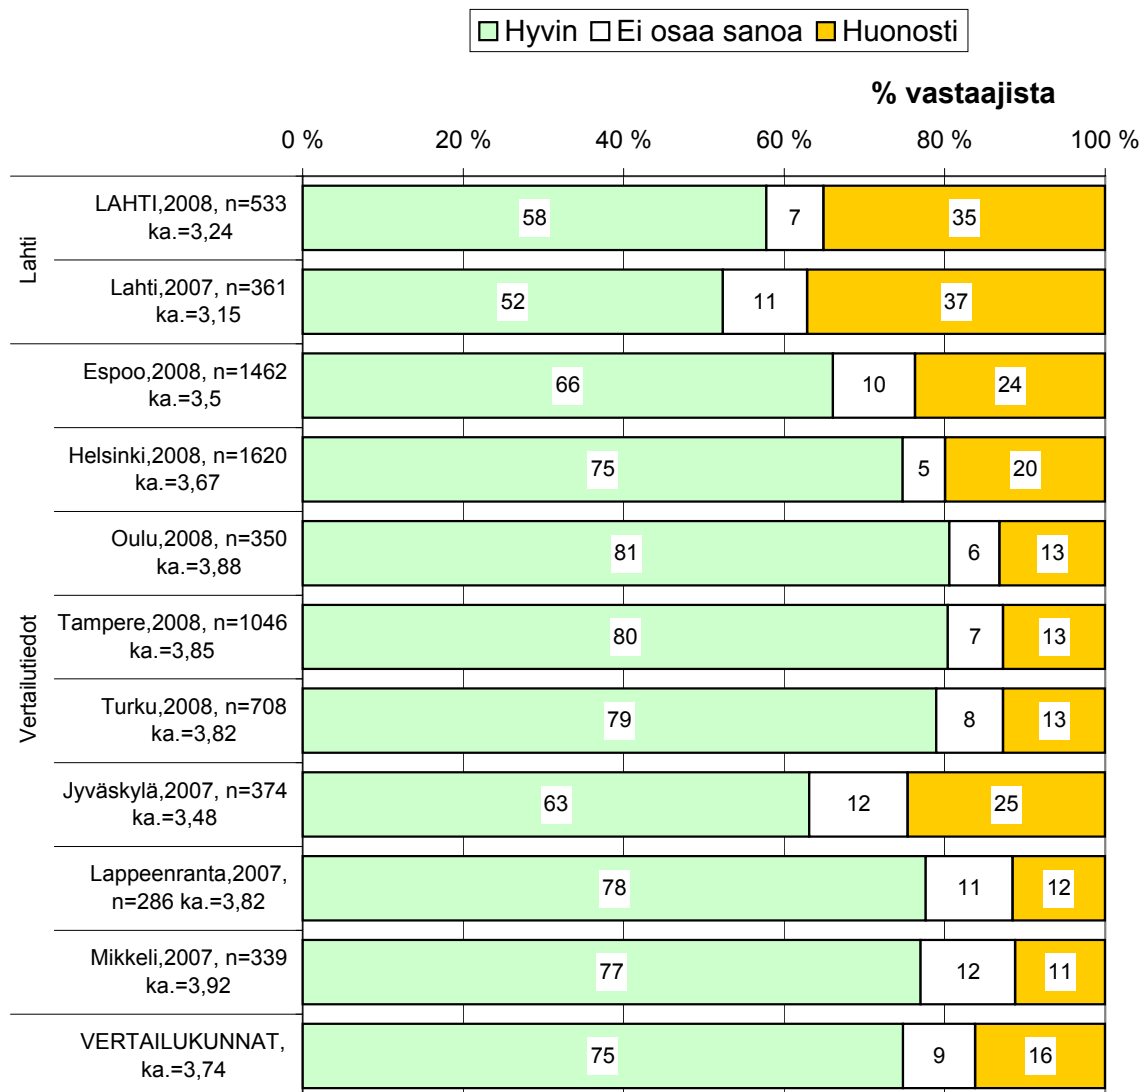 Hyvin Ei osaa sanoa Huonosti
% vastaajista
0 % 20 % 40 % 60 % 80 % 100 %
Lahti
LAHTI,2008, n=533
ka.=3,24
58 7 35
Lahti,2007, n=361
ka.=3,15
52 11 37
Vertailutiedot
Espoo,2008, n=1462
ka.=3,5
66 10 24
Helsinki,2008, n=1620
ka.=3,67
75 5 20
Oulu,2008, n=350
ka.=3,88
81 6 13
Tampere,2008, n=1046
ka.=3,85
80 7 13
Turku,2008, n=708
ka.=3,82
79 8 13
Jyväskylä,2007, n=374
ka.=3,48
63 12 25
Lappeenranta,2007,
n=286 ka.=3,82
78 11 12
Mikkeli,2007, n=339
ka.=3,92
77 12 11
VERTAILUKUNNAT,
ka.=3,74
75 9 16